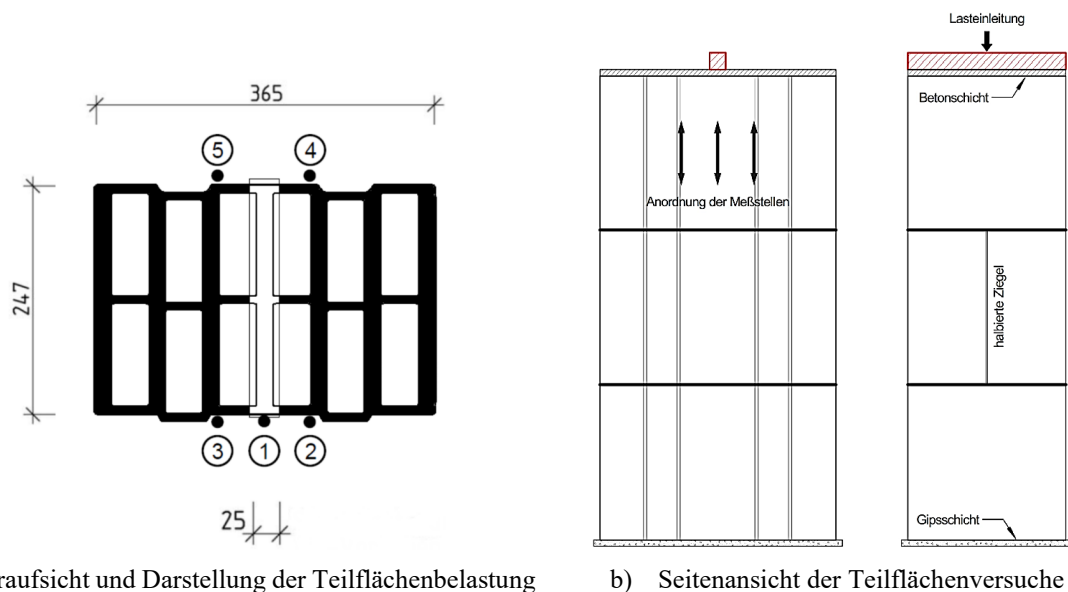 365
5
4
247
3
1
2
25
raufsicht und Darstellung der Teilflächenbelastung
Lasteinleitung
Betonschicht
Anordnung der Meßstellen
halbierte Ziegel
Gipsschicht
b) Seitenansicht der Teilflächenversuche